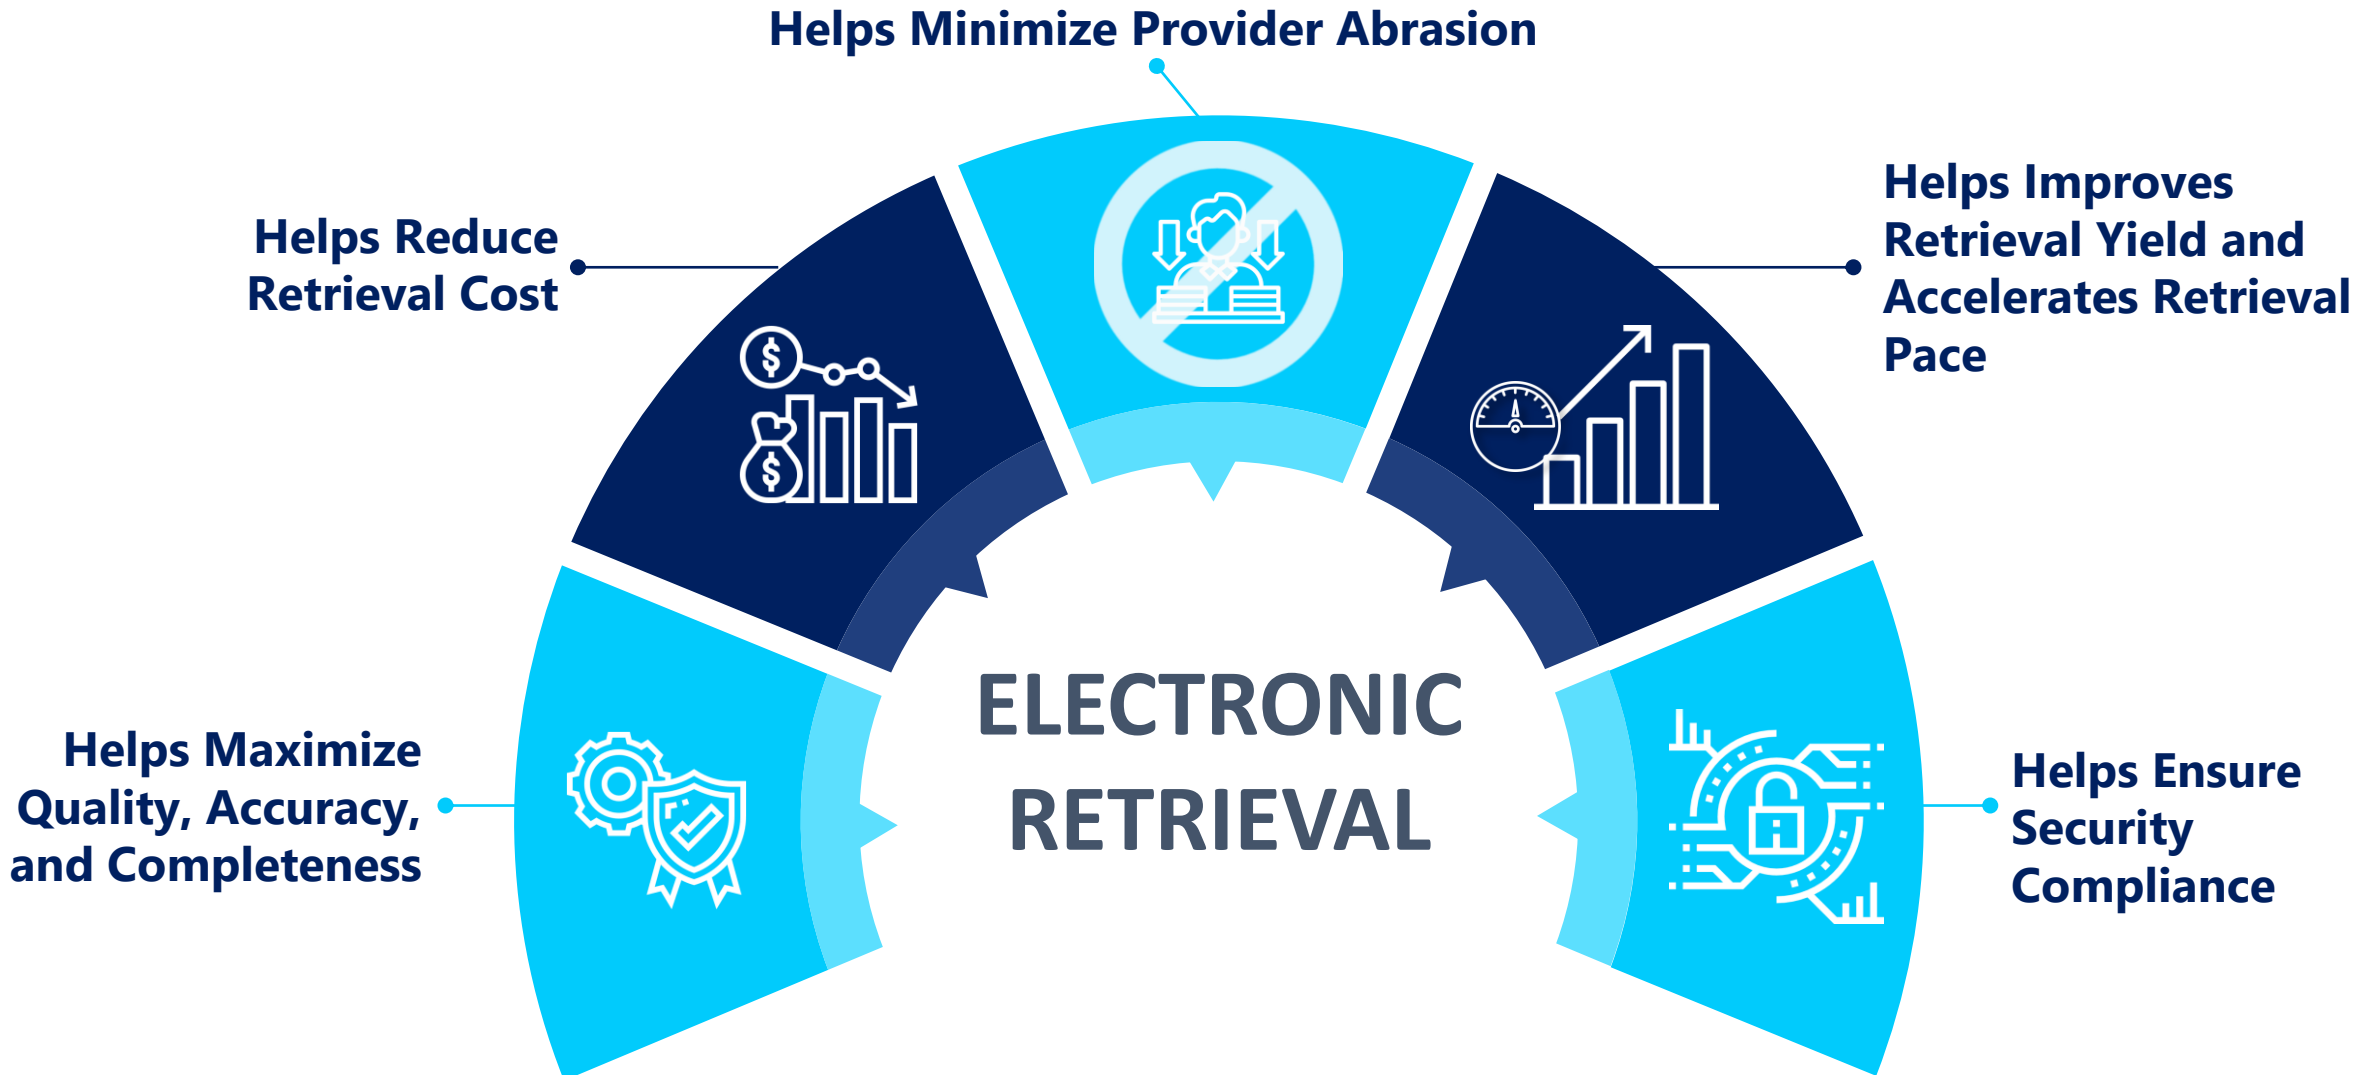 Helps Minimize Provider Abrasion
Helps Reduce
Retrieval Cost
Helps Improves
Retrieval Yield and
Accelerates Retrieval
Pace
Helps Maximize
Quality, Accuracy,
and Completeness
ELECTRONIC
RETRIEVAL
Helps Ensure
Security
Compliance
$
$